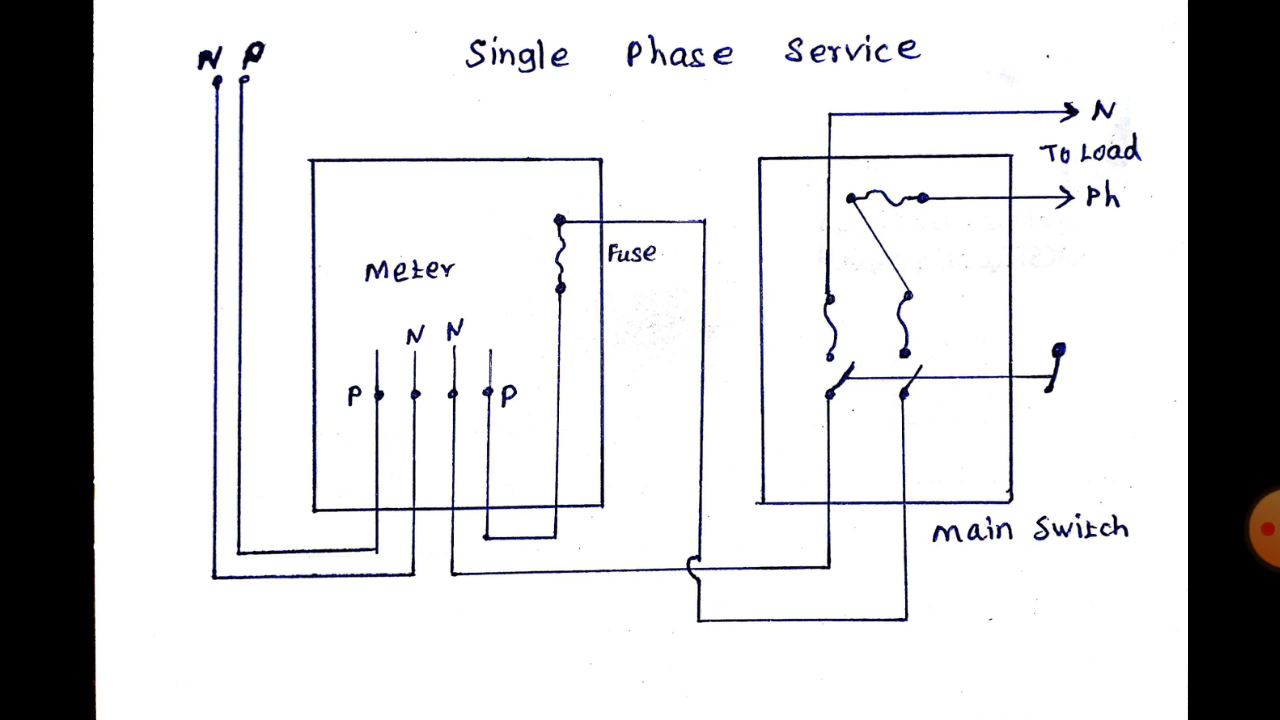 Single Phase Service
N P
N
To Load
Ph
Fuse
Meter
N N
P P
Main Switch